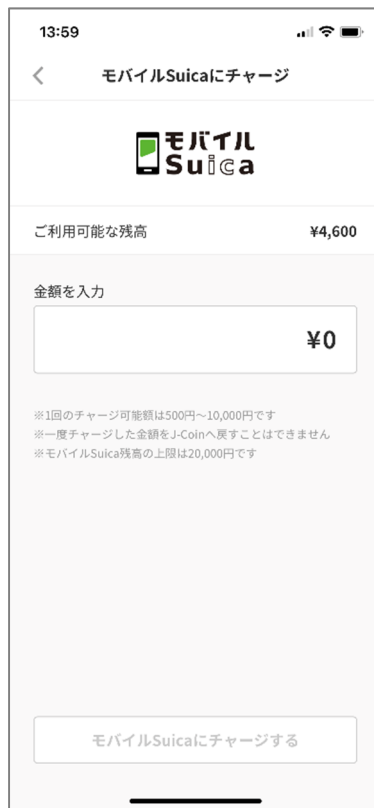 13:59
モバイルSuicaにチャージ
モバイル
Suica
ご利用可能な残高 ¥4,600
金額を入力
¥0
※1回のチャージ可能額は500円～10,000円です
※一度チャージした金額をJ-Coinへ戻すことはできません
※モバイルSuica残高の上限は20,000円です
モバイルSuicaにチャージする